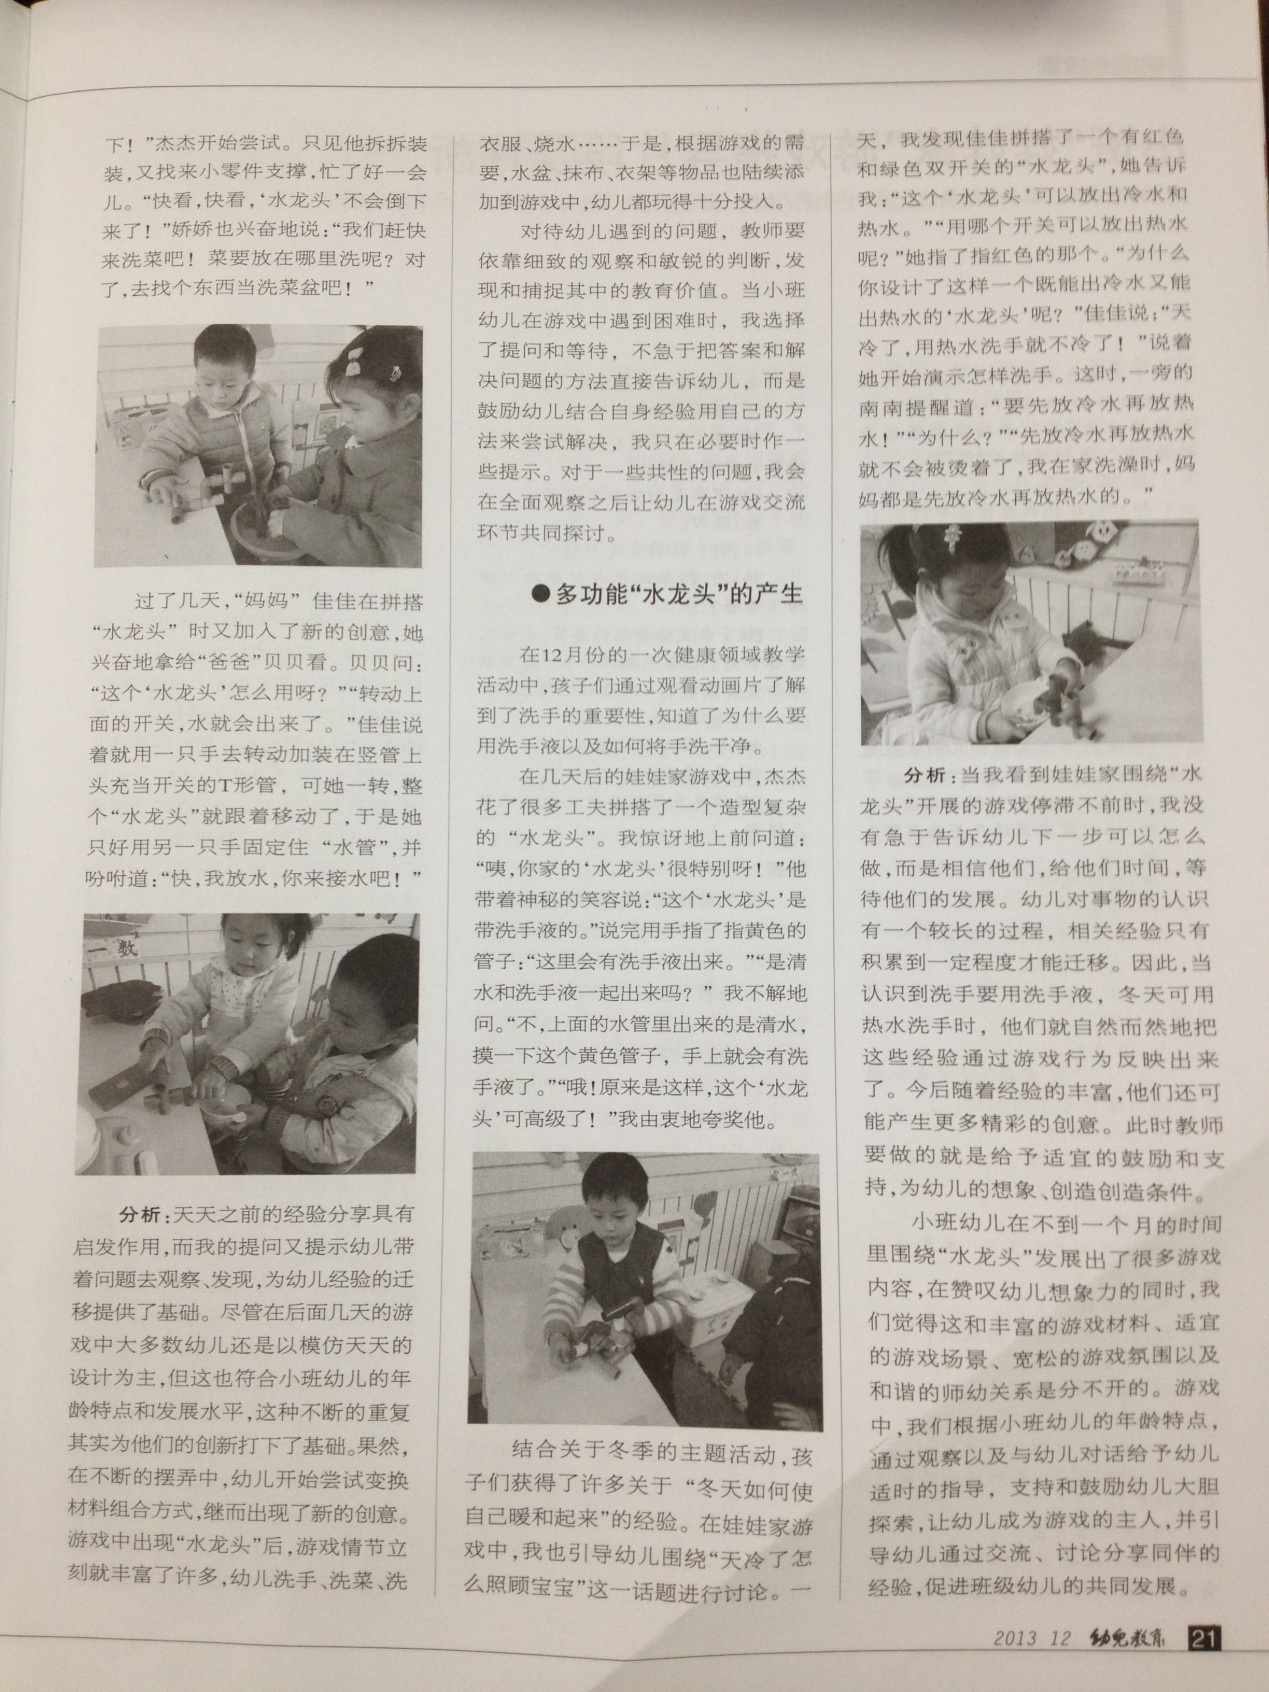 下！”杰杰开始尝试。只见他拆拆装
装，又找来小零件支撑，忙了好一会
儿。“快看，快看，‘水龙头’不会倒下
来了！”娇娇也兴奋地说：“我们赶快
来洗菜吧！菜要放在哪里洗呢？对
了，去找个东西当洗菜盆吧！”
过了几天，“妈妈”佳佳在拼搭
“水龙头”时又加入了新的创意，她
兴奋地拿给“爸爸”贝贝看。贝贝问：
“这个‘水龙头’怎么用呀？”“转动上
面的开关，水就会出来了。”佳佳说
着就用一只手去转动加装在竖管上
头充当开关的T形管，可她一转，整
个“水龙头”就跟着移动了，于是她
只好用另一只手固定住“水管”，并
吩咐道：“快，我放水，你来接水吧！”
一 数
分析：天天之前的经验分享具有
启发作用，而我的提问又提示幼儿带
着问题去观察、发现，为幼儿经验的迁
移提供了基础。尽管在后面几天的游
戏中大多数幼儿还是以模仿天天的
设计为主，但这也符合小班幼儿的年
龄特点和发展水平，这种不断的重复
其实为他们的创新打下了基础。果然，
在不断的摆弄中，幼儿开始尝试变换
材料组合方式，继而出现了新的创意。
游戏中出现“水龙头”后，游戏情节立
刻就丰富了许多，幼儿洗手、洗菜、洗
衣服、烧水……于是，根据游戏的需
要，水盆、抹布、衣架等物品也陆续添
加到游戏中，幼儿都玩得十分投入。
对待幼儿遇到的问题，教师要
依靠细致的观察和敏锐的判断，发
现和捕捉其中的教育价值。当小班
幼儿在游戏中遇到困难时，我选择
了提问和等待，不急于把答案和解
决问题的方法直接告诉幼儿，而是
鼓励幼儿结合自身经验用自己的方
法来尝试解决，我只在必要时作一
些提示。对于一些共性的问题，我会
在全面观察之后让幼儿在游戏交流
环节共同探讨。
●多功能“水龙头”的产生
在12月份的一次健康领域教学
活动中，孩子们通过观看动画片了解
到了洗手的重要性，知道了为什么要
用洗手液以及如何将手洗干净。
在几天后的娃娃家游戏中，杰杰
花了很多工夫拼搭了一个造型复杂
的“水龙头”。我惊讶地上前问道：
“咦，你家的‘水龙头’很特别呀！”他
带着神秘的笑容说：“这个‘水龙头’是
带洗手液的。”说完用手指了指黄色的
管子：“这里会有洗手液出来。”“是清
水和洗手液一起出来吗？”我不解地
问。“不，上面的水管里出来的是清水，
摸一下这个黄色管子，手上就会有洗
手液了。”“哦！原来是这样，这个‘水龙
头’可高级了！”我由衷地夸奖他。
结合关于冬季的主题活动，孩
子们获得了许多关于“冬天如何使
自己暖和起来”的经验。在娃娃家游
戏中，我也引导幼儿围绕“天冷了怎
么照顾宝宝”这一话题进行讨论。一
天，我发现佳佳拼搭了一个有红色
和绿色双开关的“水龙头”，她告诉
我：“这个‘水龙头’可以放出冷水和
热水。”“用哪个开关可以放出热水
呢？”她指了指红色的那个。“为什么
你设计了这样一个既能出冷水又能
出热水的‘水龙头’呢？”佳佳说：“天
冷了，用热水洗手就不冷了！”说着
她开始演示怎样洗手。这时，一旁的
南南提醒道：“要先放冷水再放热
水！”“为什么？”“先放冷水再放热水
就不会被烫着了，我在家洗澡时，妈
妈都是先放冷水再放热水的。”
分析：当我看到娃娃家围绕“水
龙头”开展的游戏停滞不前时，我没
有急于告诉幼儿下一步可以怎么
做，而是相信他们，给他们时间，等
待他们的发展。幼儿对事物的认识
有一个较长的过程，相关经验只有
积累到一定程度才能迁移。因此，当
认识到洗手要用洗手液，冬天可用
热水洗手时，他们就自然而然地把
这些经验通过游戏行为反映出来
了。今后随着经验的丰富，他们还可
能产生更多精彩的创意。此时教师
要做的就是给予适宜的鼓励和支
持，为幼儿的想象、创造创造条件。
小班幼儿在不到一个月的时间
里围绕“水龙头”发展出了很多游戏
内容，在赞叹幼儿想象力的同时，我
们觉得这和丰富的游戏材料、适宜
的游戏场景、宽松的游戏氛围以及
和谐的师幼关系是分不开的。游戏
中，我们根据小班幼儿的年龄特点，
通过观察以及与幼儿对话给予幼儿
适时的指导，支持和鼓励幼儿大胆
探索，让幼儿成为游戏的主人，并引
导幼儿通过交流、讨论分享同伴的
经验，促进班级幼儿的共同发展。
2013 12 幼儿教育 21